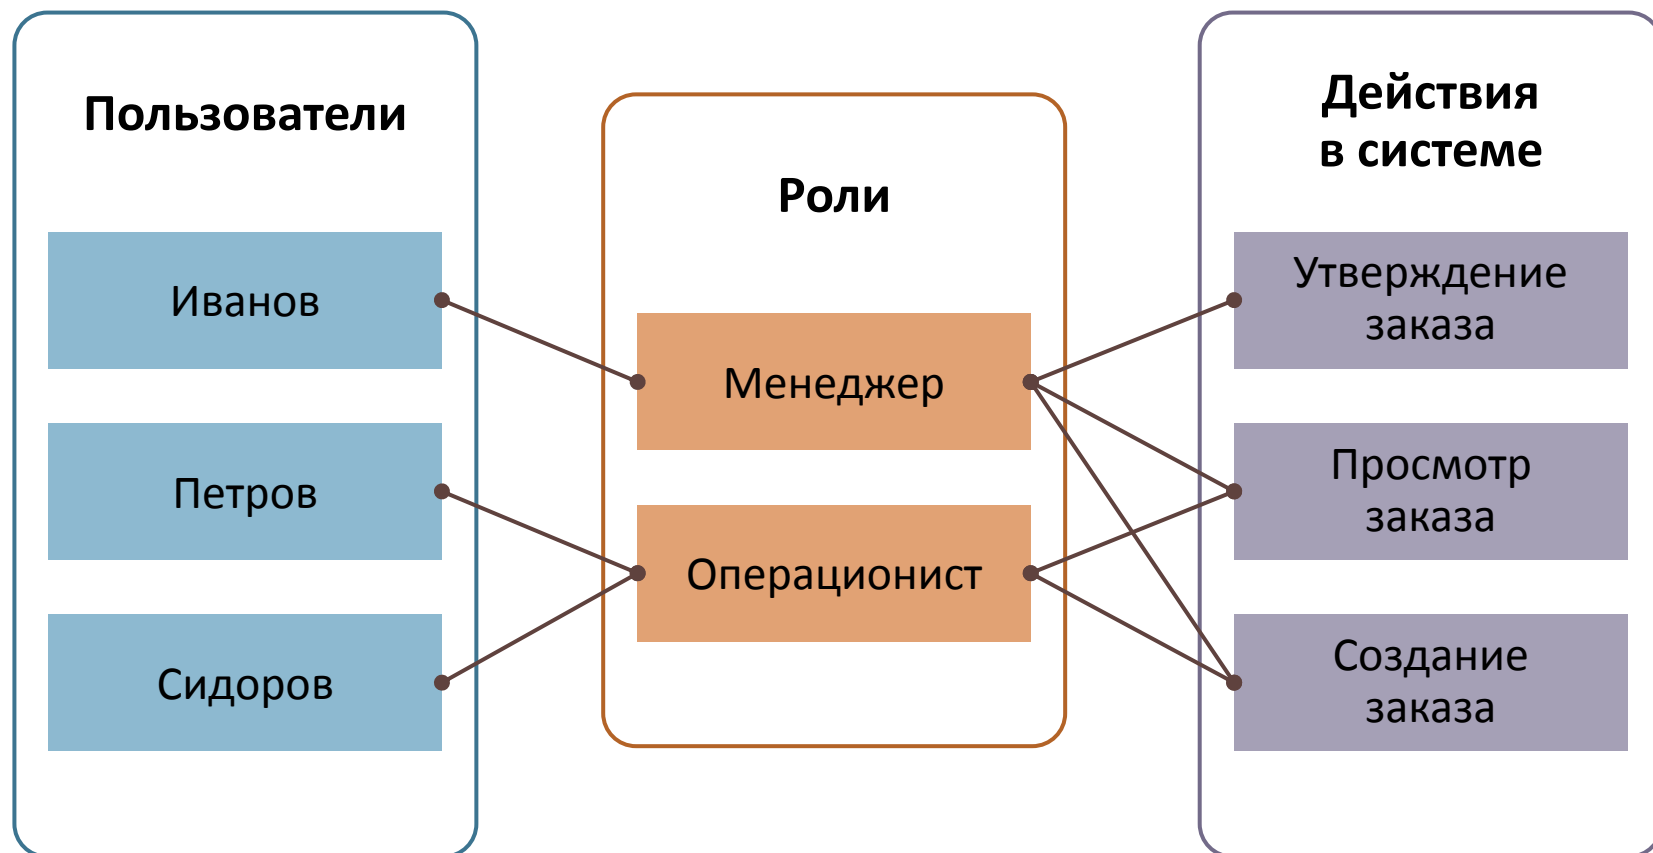 Пользователи
Иванов
Петров
Сидоров
Роли
Менеджер
Операционист
Действия
в системе
Утверждение
заказа
Просмотр
заказа
Создание
заказа